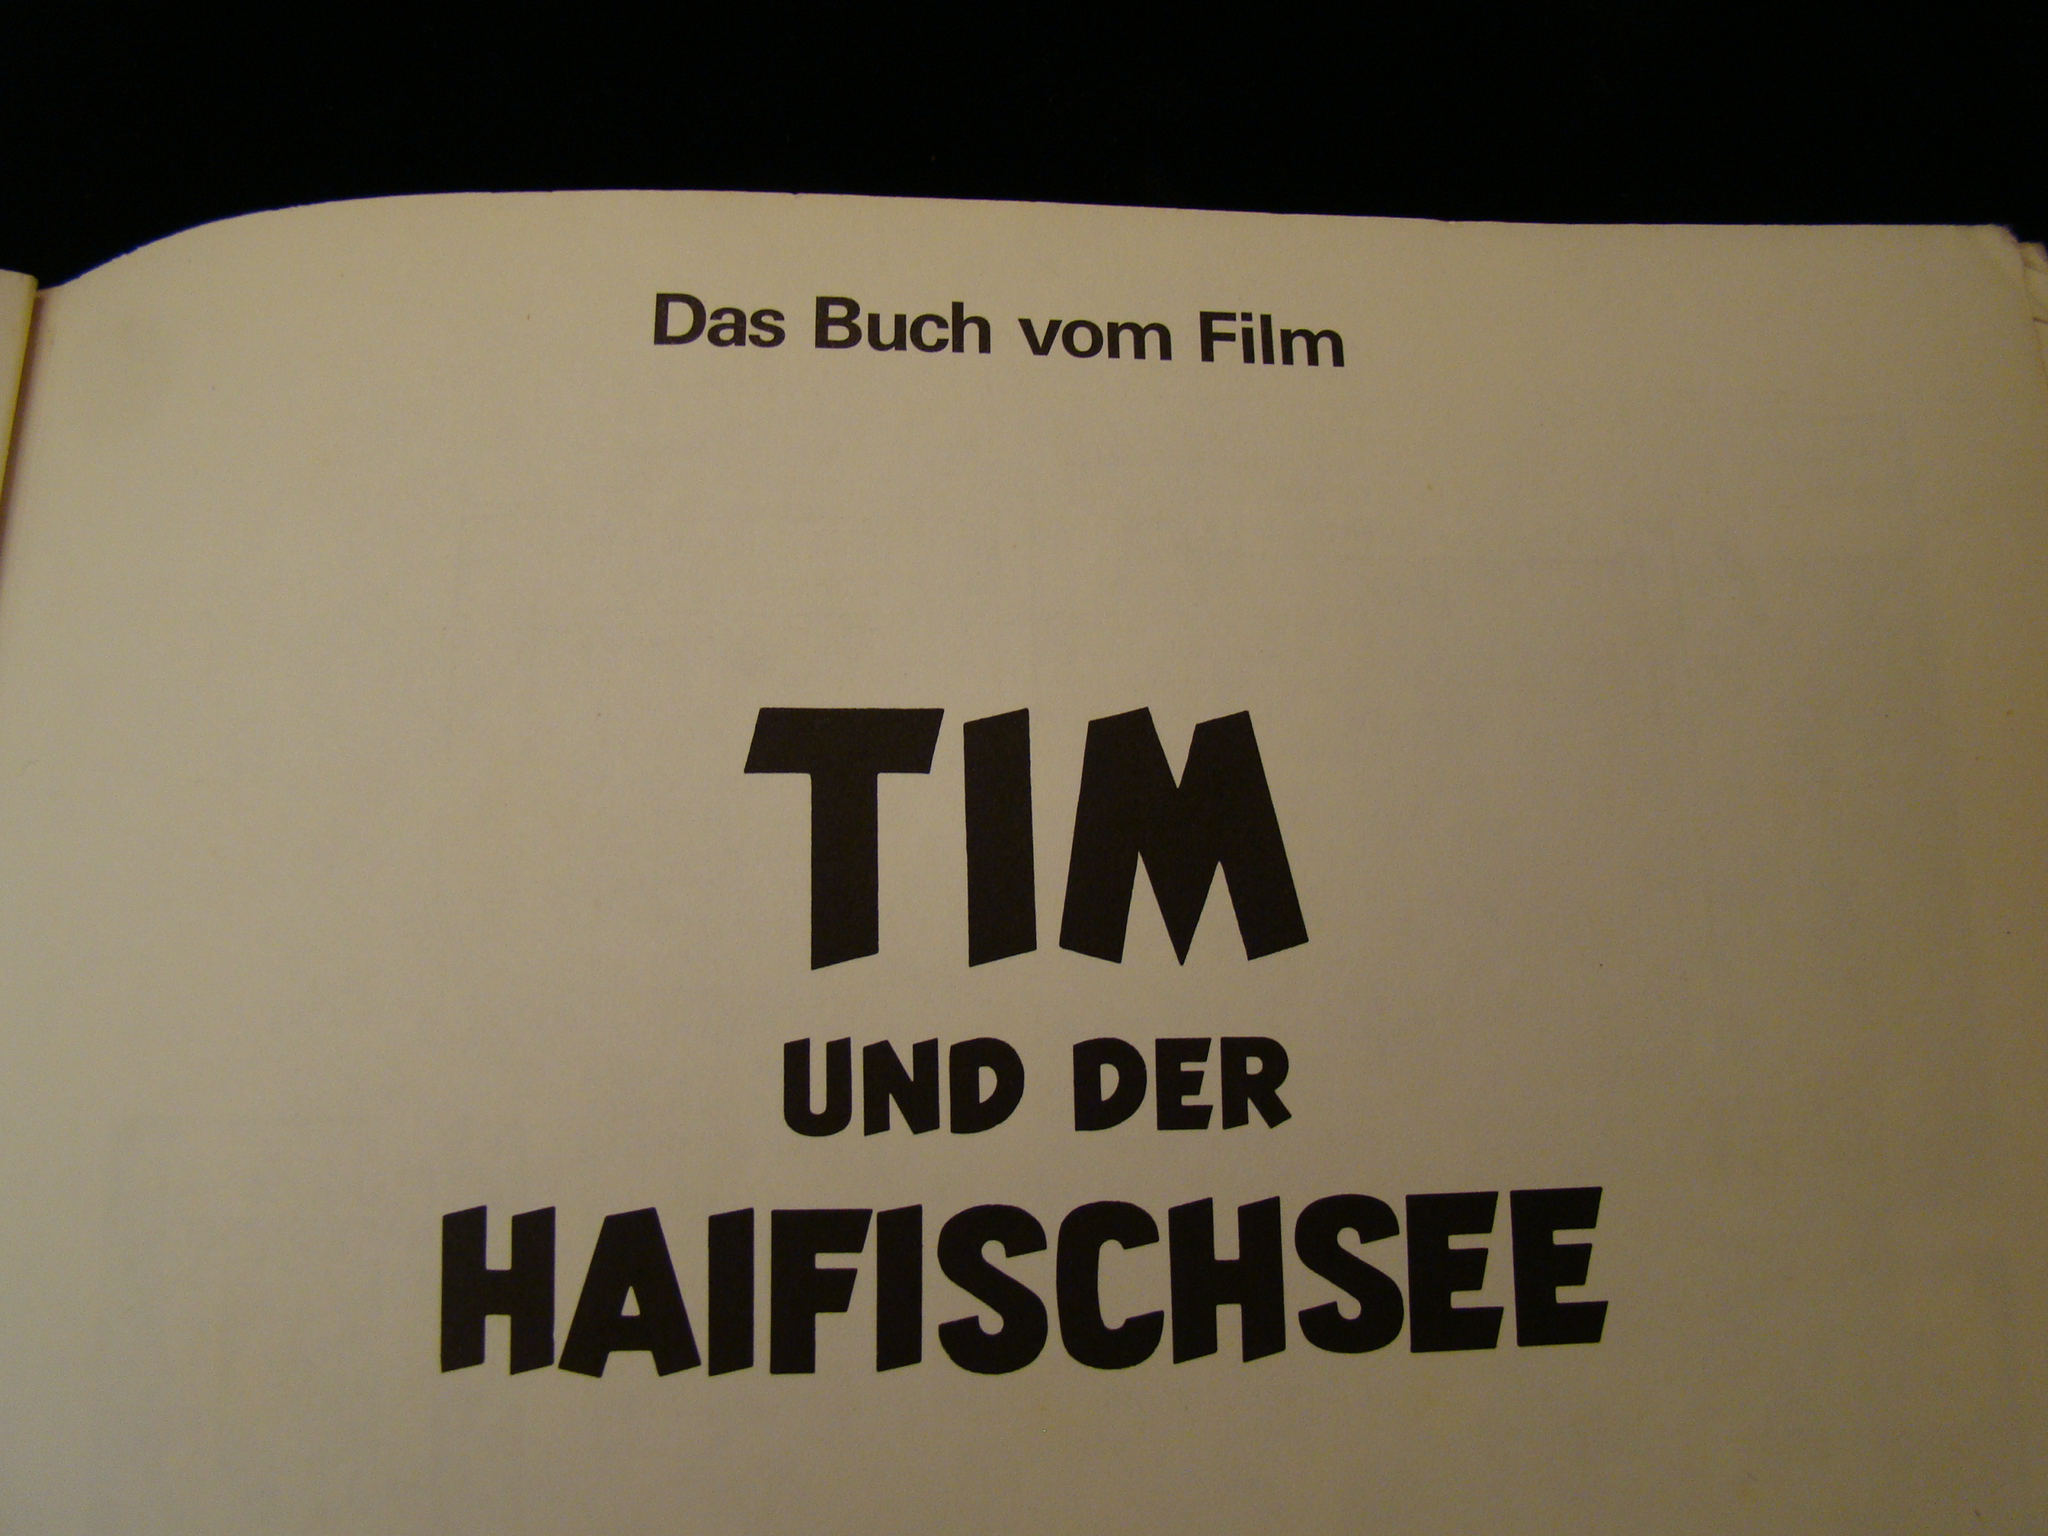 Das Buch vom Film
TIM
UND DER
HAIFISCHSEE